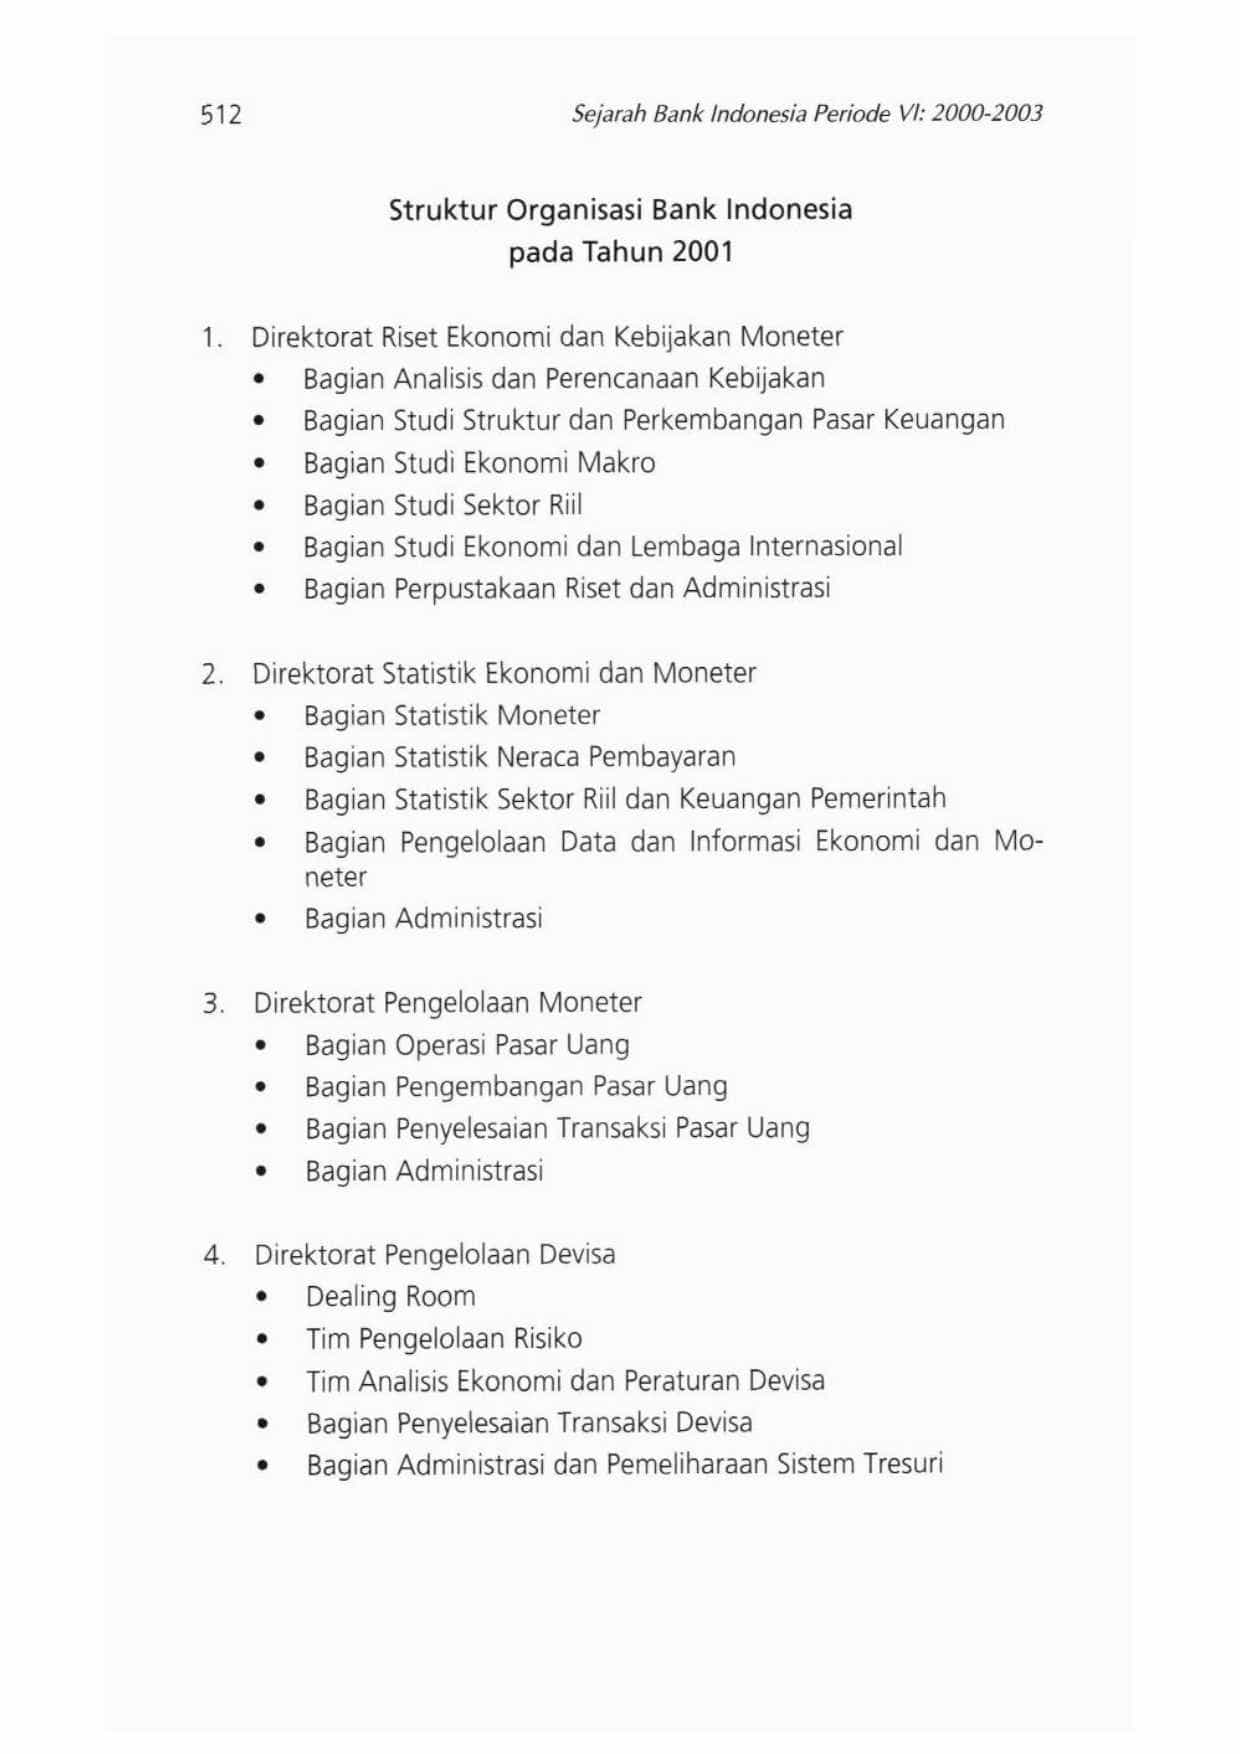 512
Sejarah Bank Indonesia Periode VI: 2000-2003
Struktur Organisasi Bank Indonesia
pada Tahun 2001
1. Direktorat Riset Ekonomi dan Kebijakan Moneter
• Bagian Analisis dan Perencanaan Kebijakan
• Bagian Studi Struktur dan Perkembangan Pasar Keuangan
• Bagian Studi Ekonomi Makro
• Bagian Studi Sektor Riil
• Bagian Studi Ekonomi dan Lembaga Internasional
• Bagian Perpustakaan Riset dan Administrasi
2. Direktorat Statistik Ekonomi dan Moneter
• Bagian Statistik Moneter
• Bagian Statistik Neraca Pembayaran
• Bagian Statistik Sektor Riil dan Keuangan Pemerintah
• Bagian Pengelolaan Data dan Informasi Ekonomi dan Mo-
neter
• Bagian Administrasi
3. Direktorat Pengelolaan Moneter
• Bagian Operasi Pasar Uang
• Bagian Pengembangan Pasar Uang
• Bagian Penyelesaian Transaksi Pasar Uang
• Bagian Administrasi
4. Direktorat Pengelolaan Devisa
• Dealing Room
• Tim Pengelolaan Risiko
• Tim Analisis Ekonomi dan Peraturan Devisa
• Bagian Penyelesaian Transaksi Devisa
• Bagian Administrasi dan Pemeliharaan Sistem Tresuri